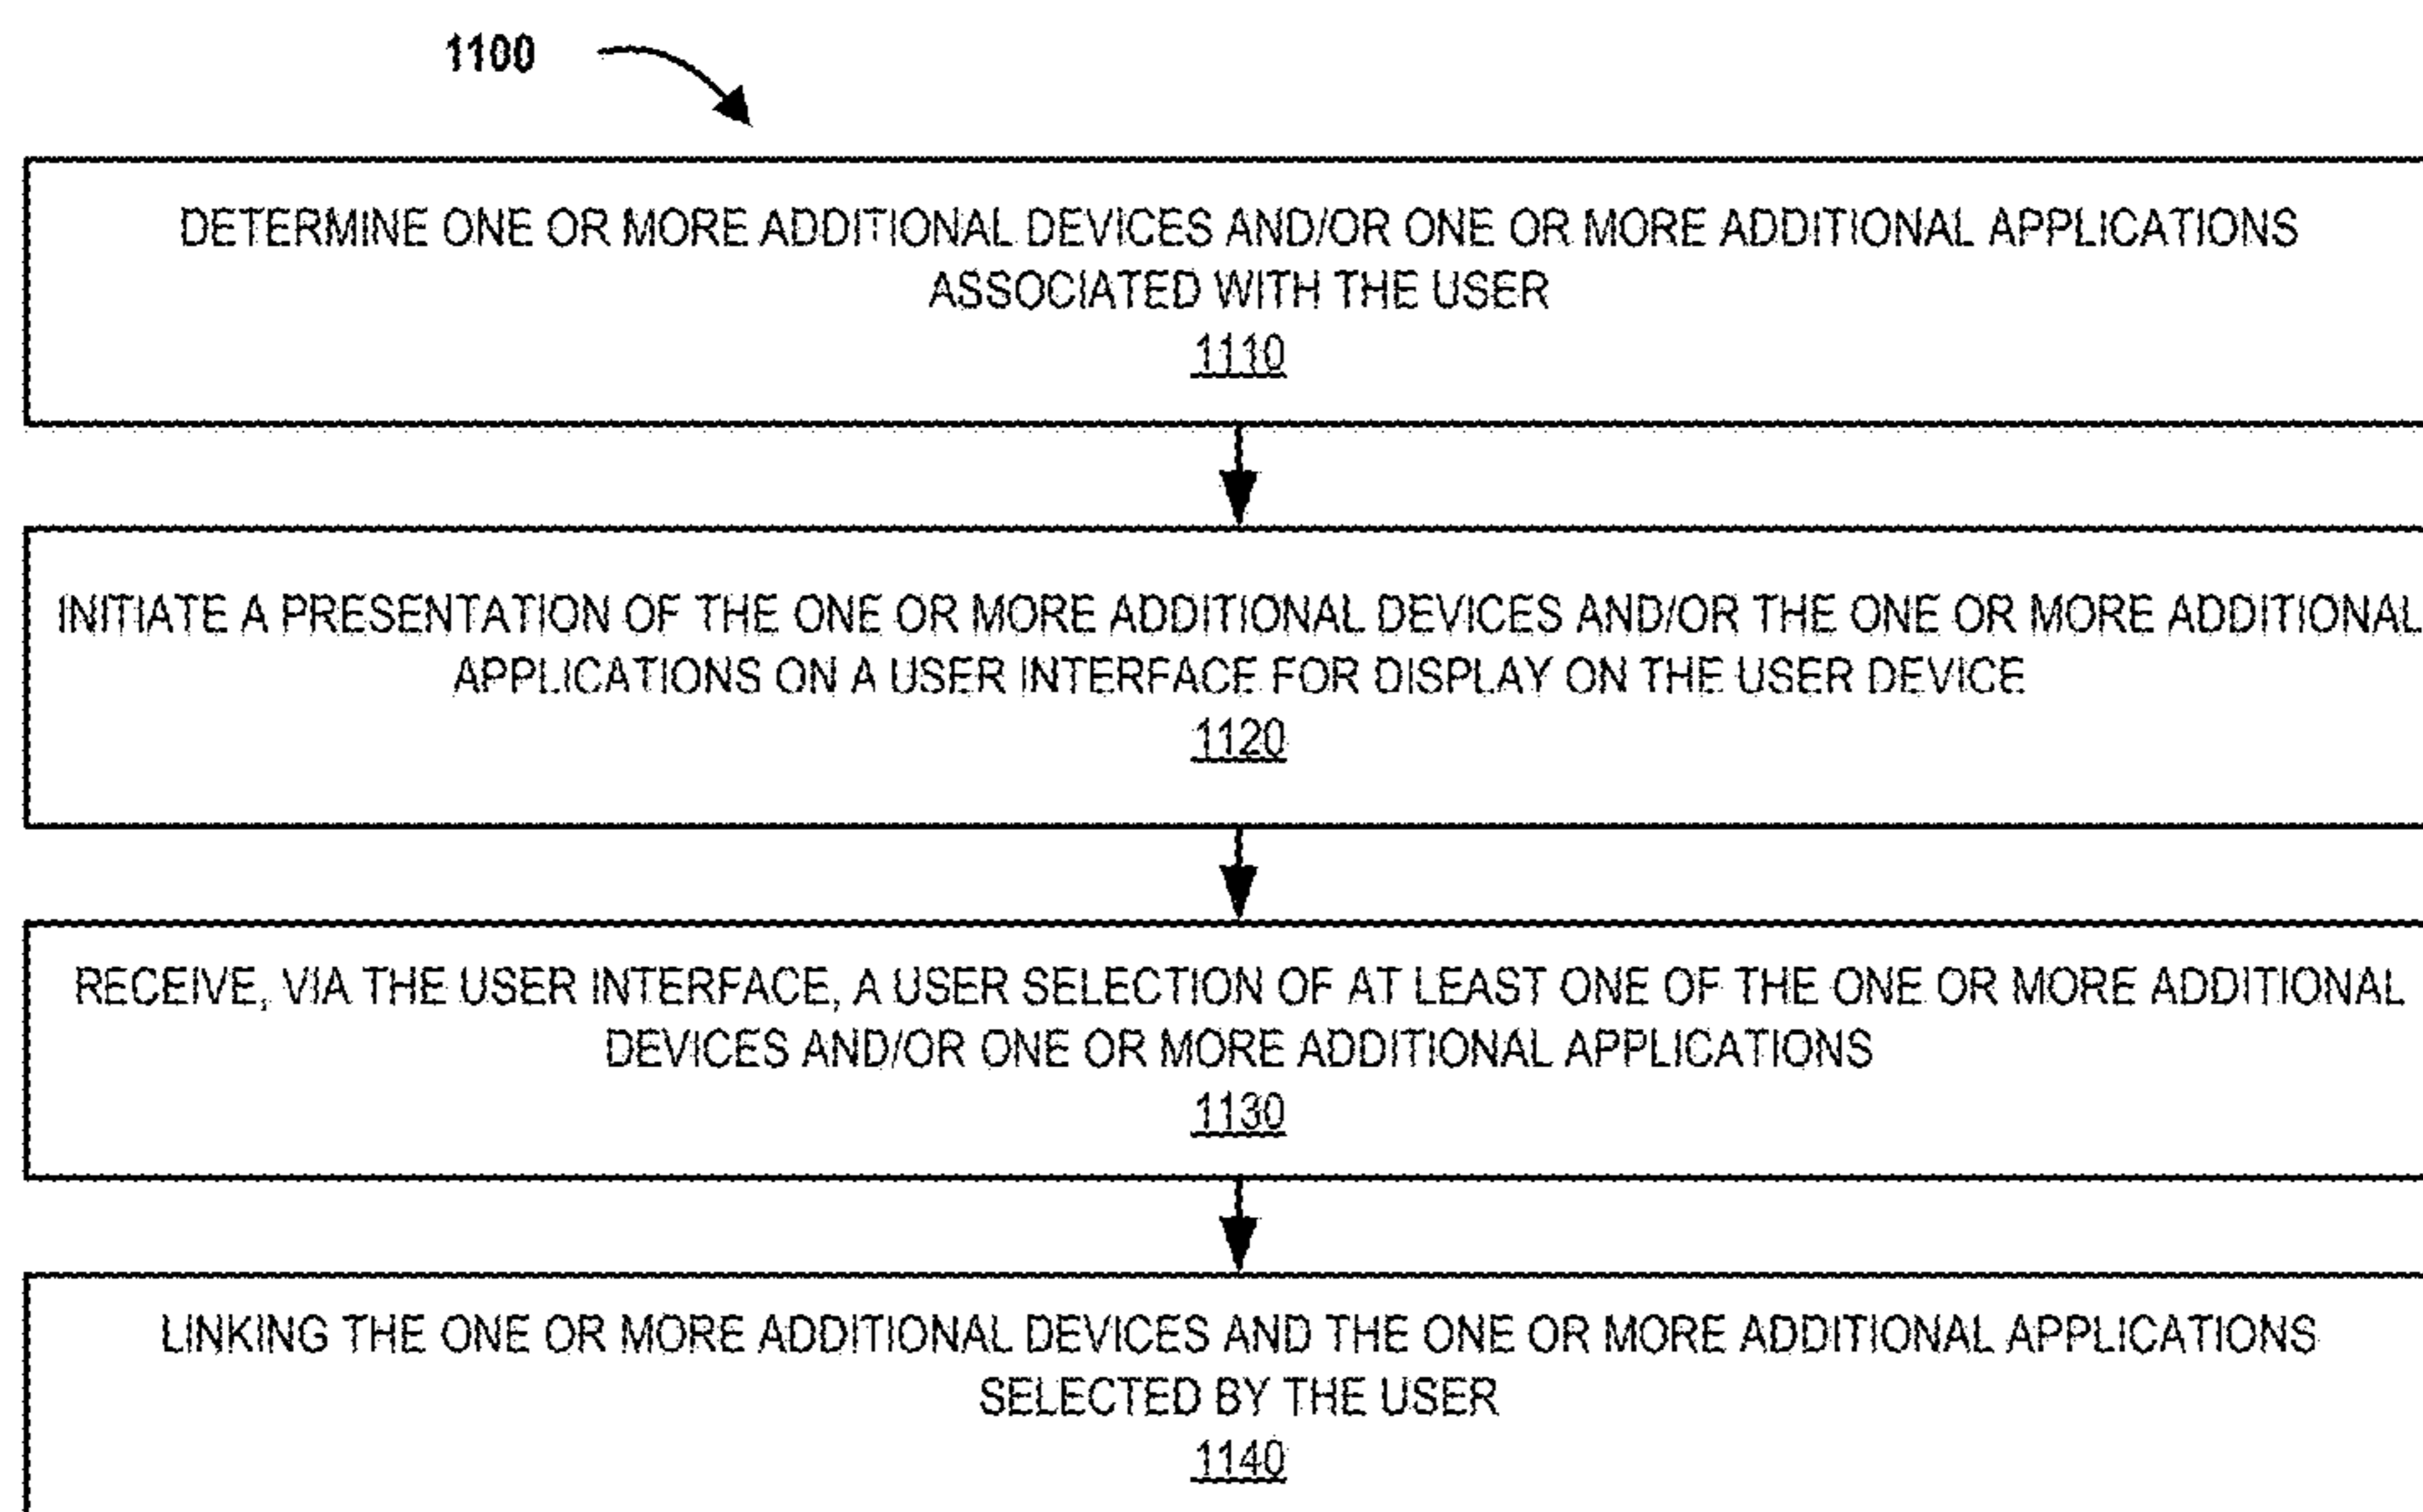 1100
DETERMINE ONE OR MORE ADDITIONAL DEVICES AND/OR ONE OR MORE ADDITIONAL APPLICATIONS
ASSOCIATED WITH THE USER
1110
INITIATE A PRESENTATION OF THE ONE OR MORE ADDITIONAL DEVICES AND/OR THE ONE OR MORE ADDITIONAL
APPLICATIONS ON A USER INTERFACE FOR DISPLAY ON THE USER DEVICE
1120
RECEIVE, VIA THE USER INTERFACE, A USER SELECTION OF AT LEAST ONE OF THE ONE OR MORE ADDITIONAL
DEVICES AND/OR ONE OR MORE ADDITIONAL APPLICATIONS
1130
LINKING THE ONE OR MORE ADDITIONAL DEVICES AND THE ONE OR MORE ADDITIONAL APPLICATIONS
SELECTED BY THE USER
1140